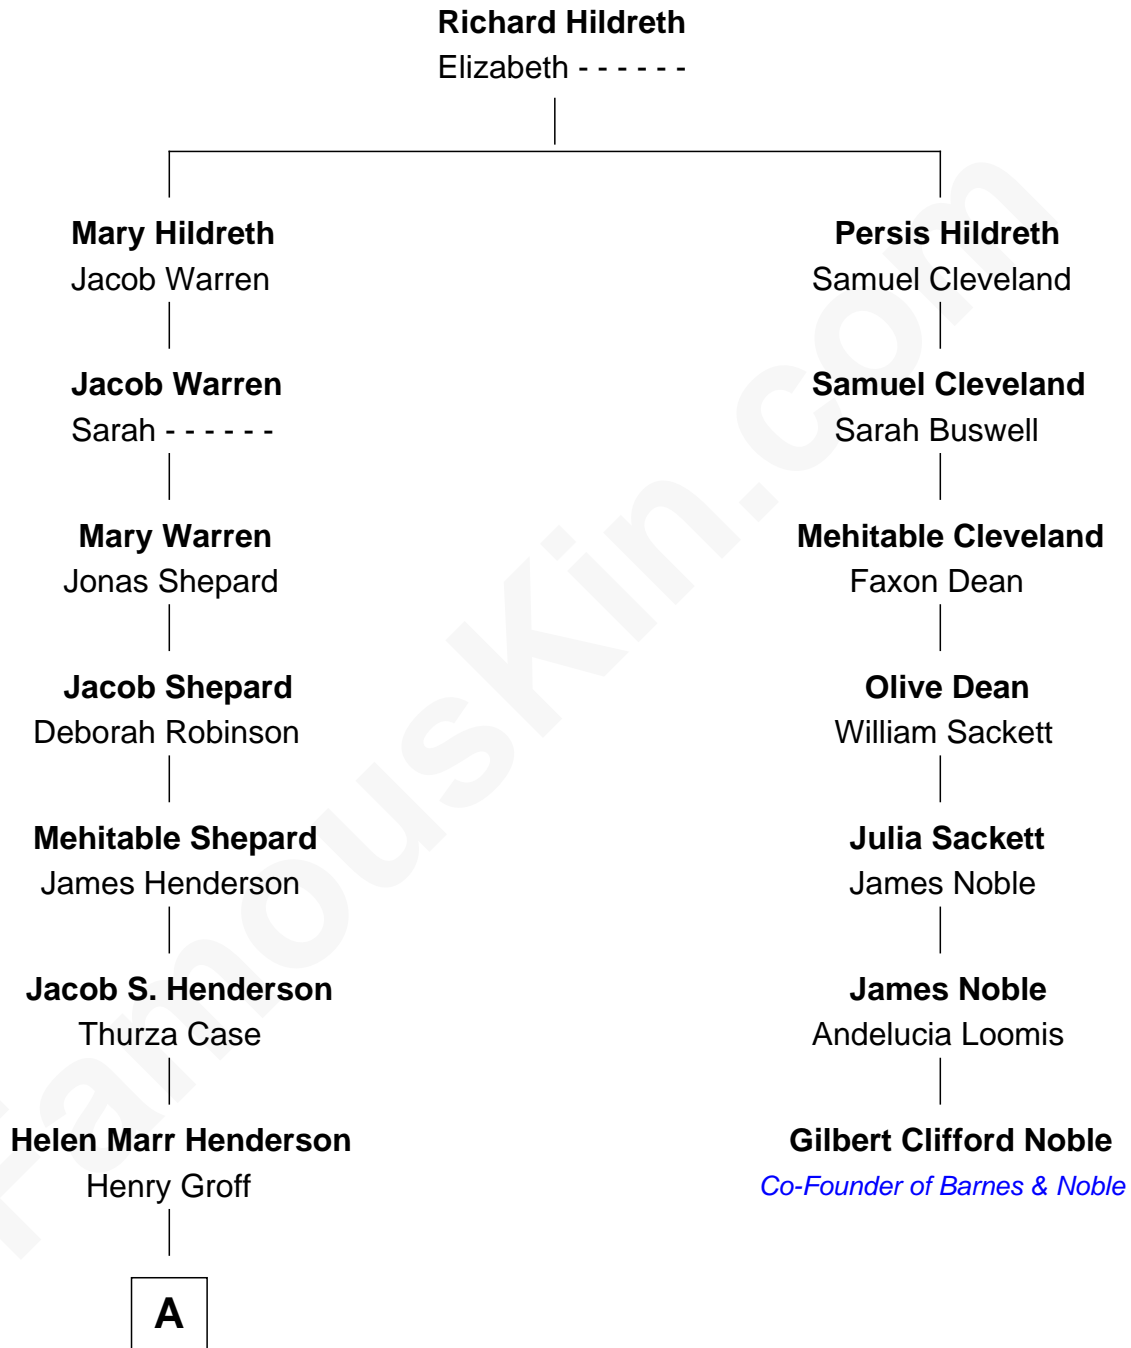 Richard Hildreth
Elizabeth - - - - - -
Mary Hildreth
Jacob Warren
Persis Hildreth
Samuel Cleveland
Jacob Warren
Sarah - - - - - -
Samuel Cleveland
Sarah Buswell
Mary Warren
Jonas Shepard
Mehitable Cleveland
Faxon Dean
Jacob Shepard
Deborah Robinson
Olive Dean
William Sackett
Mehitable Shepard
James Henderson
Julia Sackett
James Noble
Jacob S. Henderson
Thurza Case
James Noble
Andelucia Loomis
Helen Marr Henderson
Henry Groff
Gilbert Clifford Noble
Co-Founder of Barnes & Noble
A
FamousKin.com